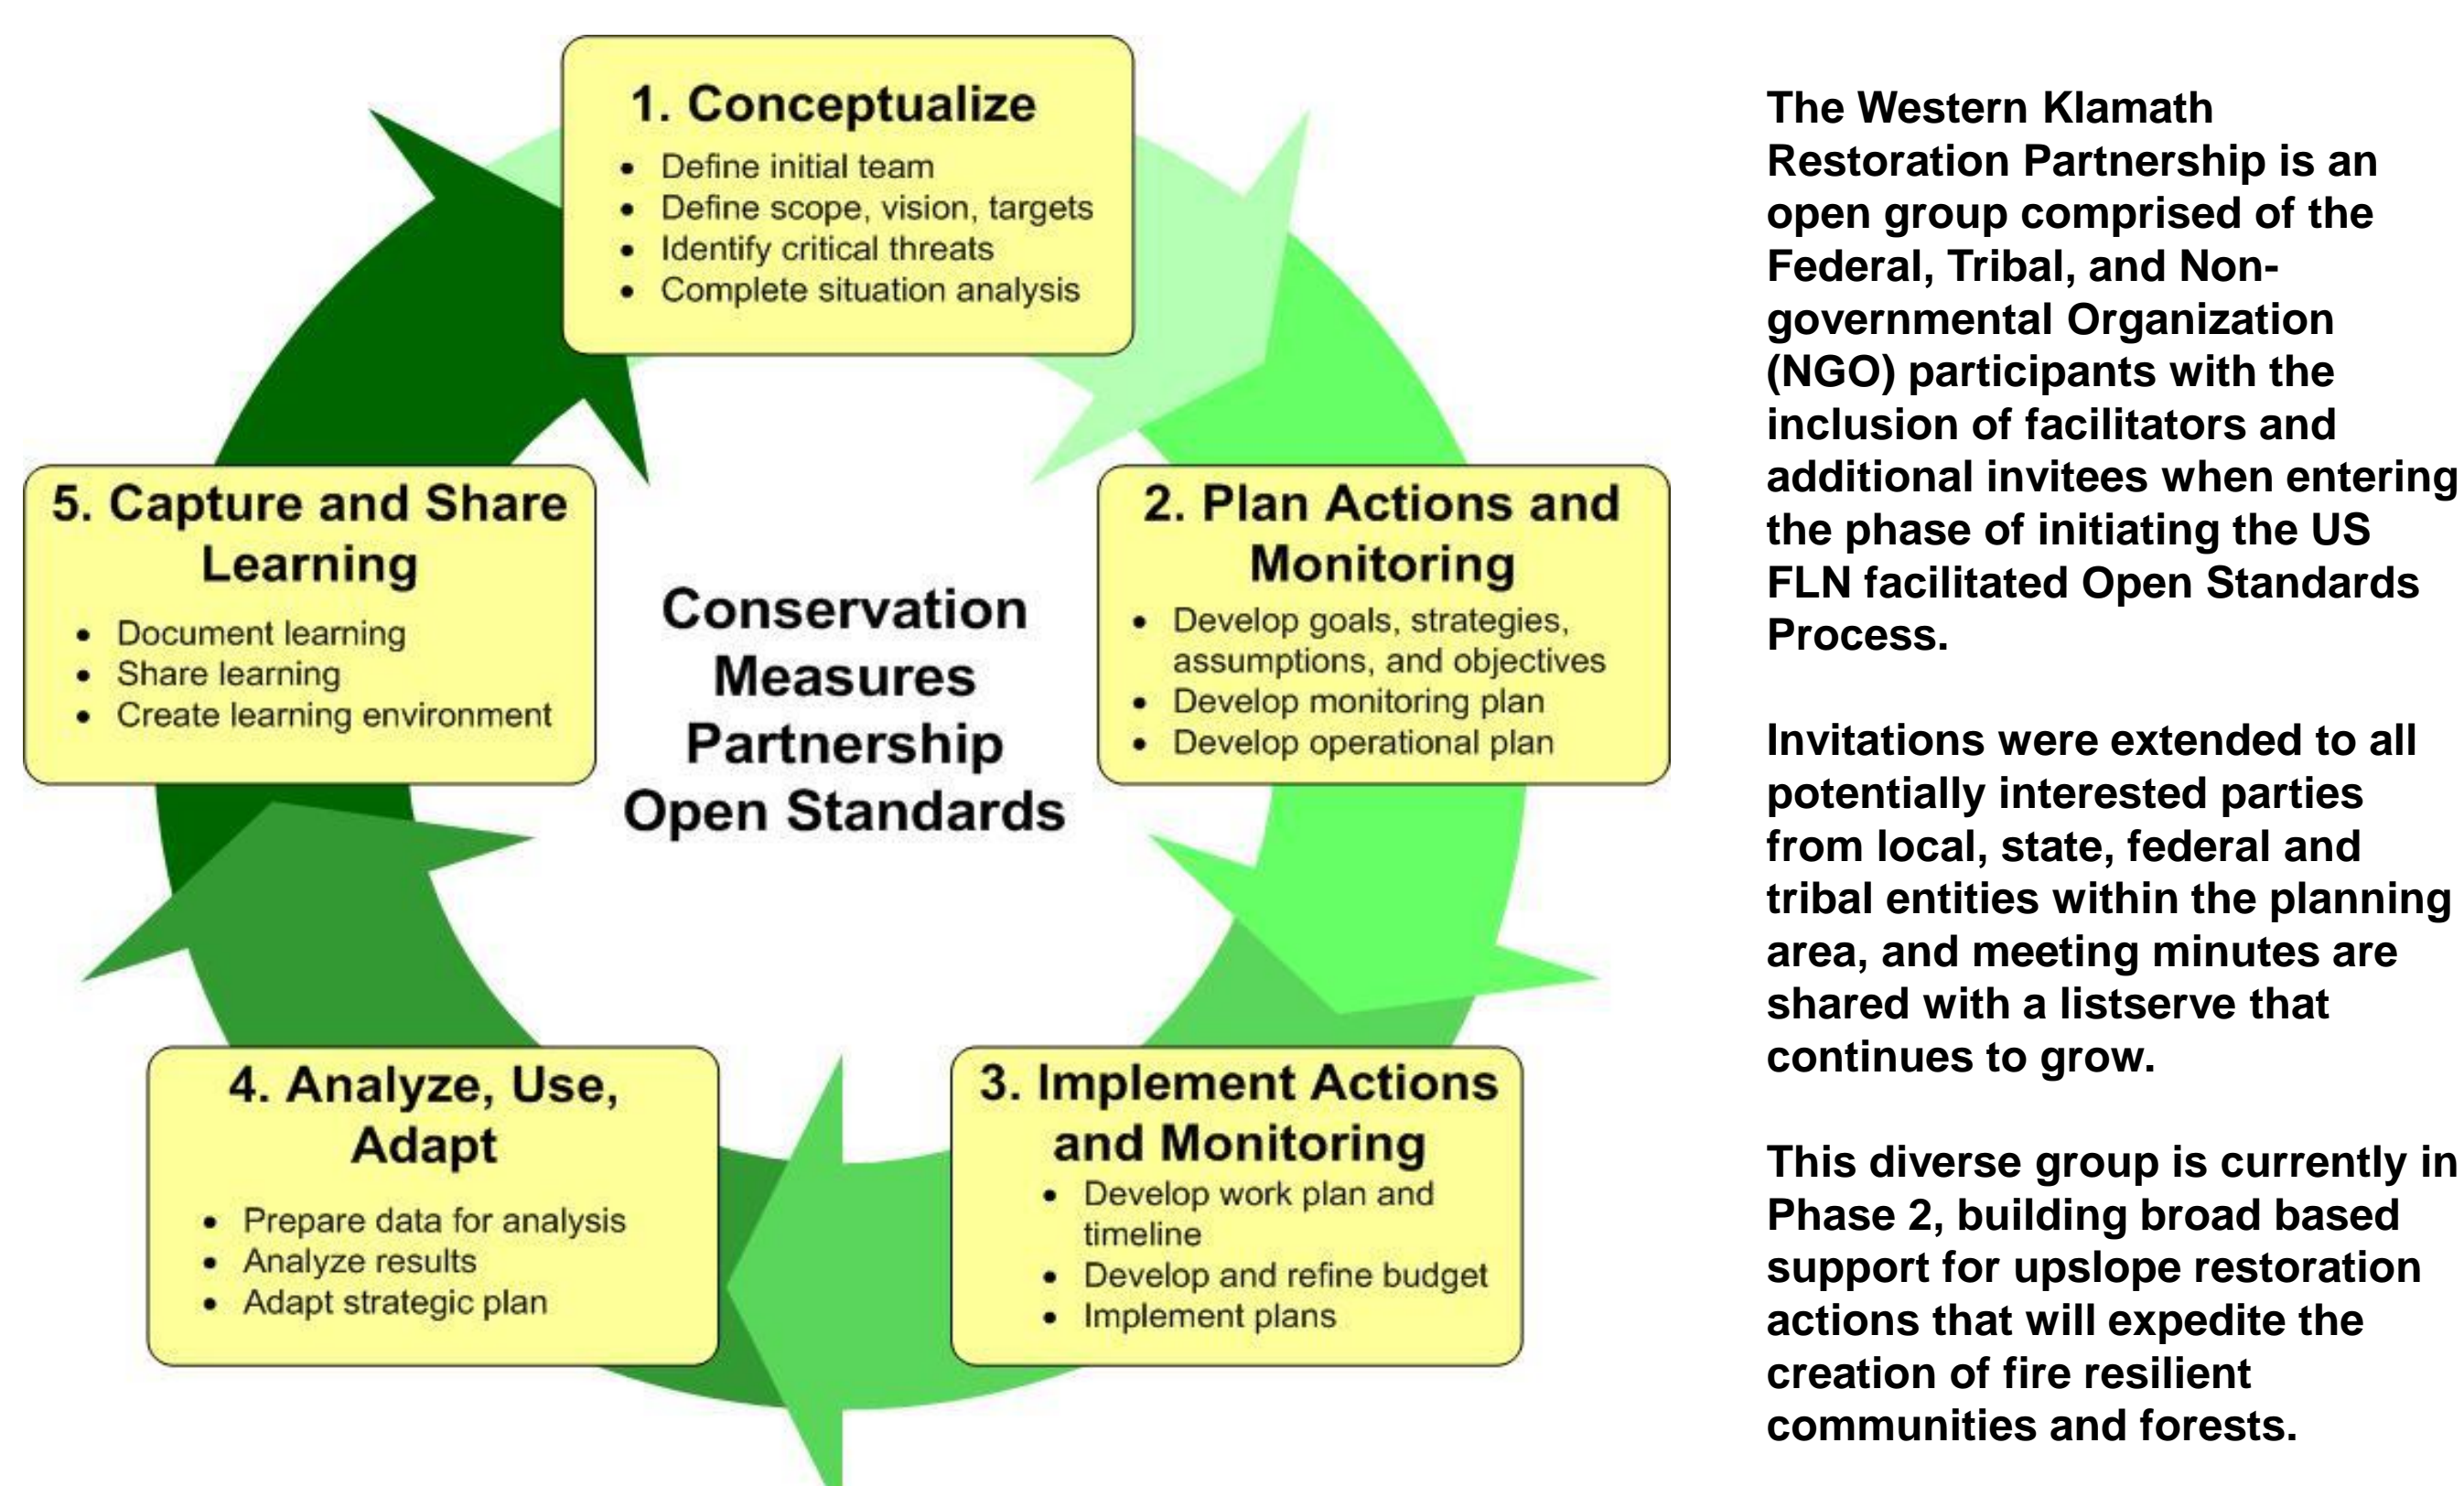 1. Conceptualize
• Define initial team
• Define scope, vision, targets
• Identify critical threats
• Complete situation analysis
2. Plan Actions and
Monitoring
• Develop goals, strategies,
assumptions, and objectives
• Develop monitoring plan
• Develop operational plan
3. Implement Actions
and Monitoring
• Develop work plan and
timeline
• Develop and refine budget
• Implement plans
4. Analyze, Use,
Adapt
• Prepare data for analysis
• Analyze results
• Adapt strategic plan
5. Capture and Share
Learning
• Document learning
• Share learning
• Create learning environment
Conservation
Measures
Partnership
Open Standards
The Western Klamath
Restoration Partnership is an
open group comprised of the
Federal, Tribal, and Non-
governmental Organization
(NGO) participants with the
inclusion of facilitators and
additional invitees when entering
the phase of initiating the US
FLN facilitated Open Standards
Process.
Invitations were extended to all
potentially interested parties
from local, state, federal and
tribal entities within the planning
area, and meeting minutes are
shared with a listserve that
continues to grow.
This diverse group is currently in
Phase 2, building broad based
support for upslope restoration
actions that will expedite the
creation of fire resilient
communities and forests.